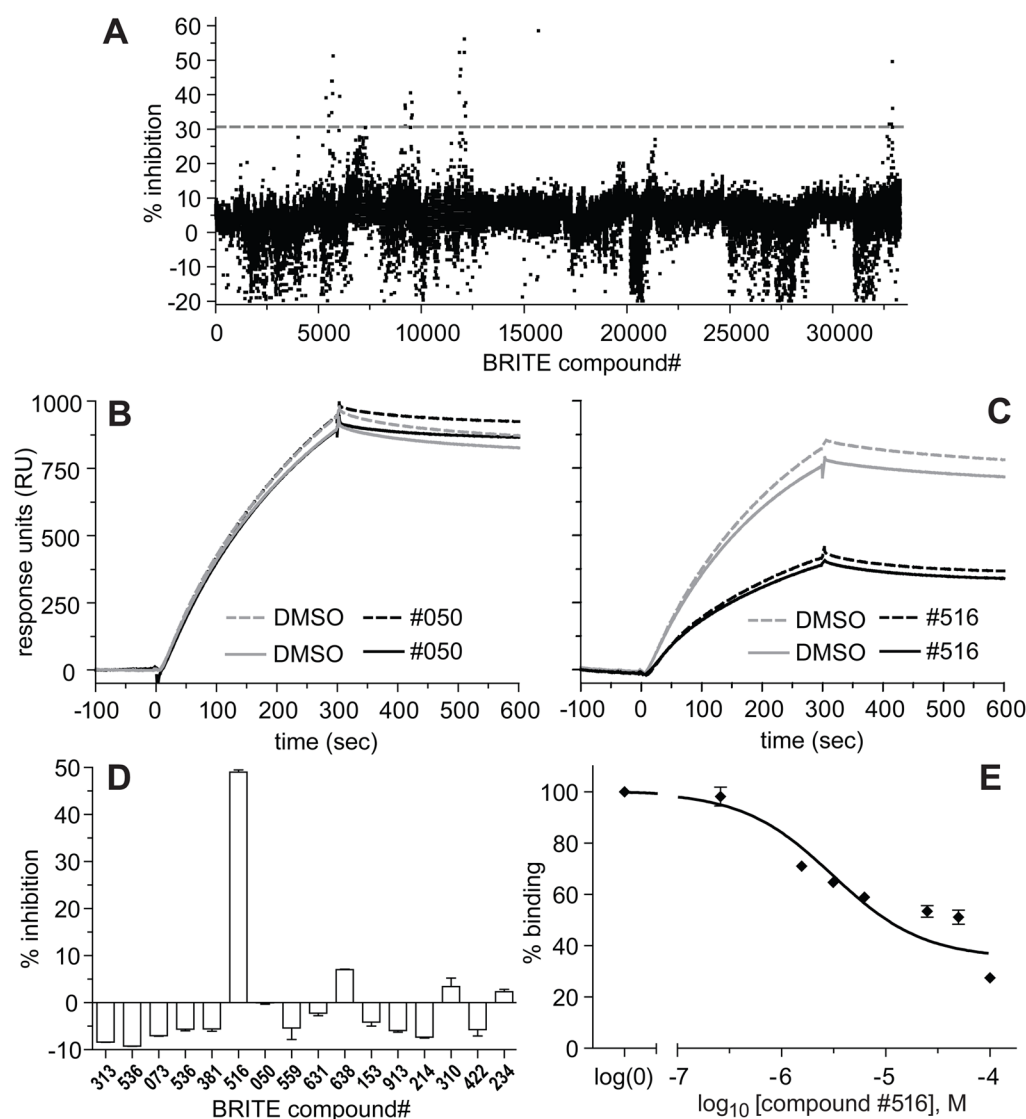 A
% inhibition
60
50
40
30
20
10
0
-10
-20
0 5000 10000 15000 20000 25000 30000
BRITE compound#
B
response units (RU)
1000
750
500
250
0
DMSO #050
DMSO #050
-100 0 100 200 300 400 500 600
time (sec)
C
DMSO #516
DMSO #516
-100 0 100 200 300 400 500 600
time (sec)
D
% inhibition
50
40
30
20
10
0
-10
313 536 073 536 381 516 050 559 631 638 153 913 214 310 422 234
BRITE compound#
E
% binding
100
80
60
40
20
0
log(0) -7 -6 -5 -4
log10 [compound #516], M